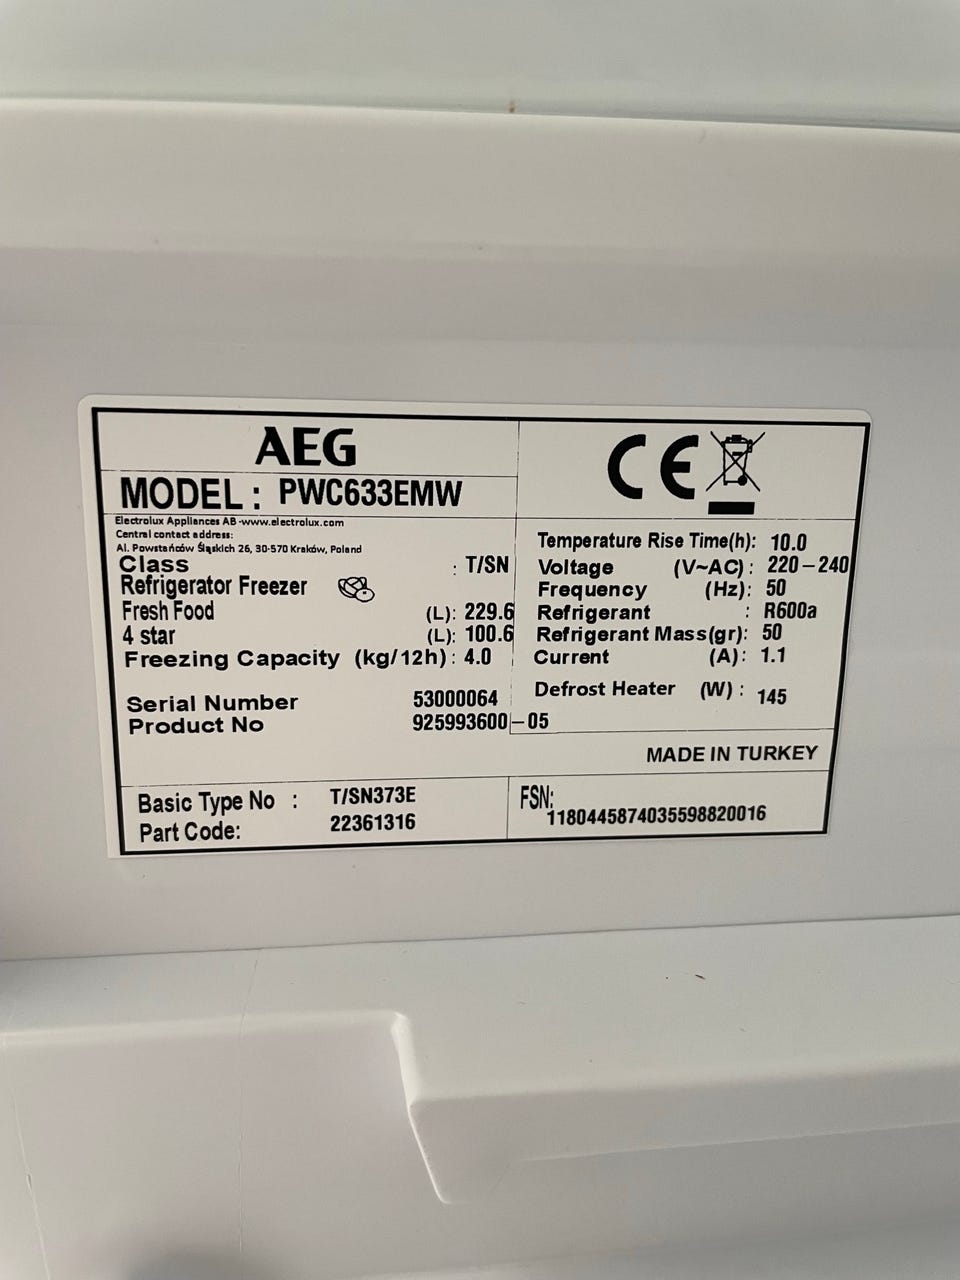 AEG
MODEL : PWC633EMW
Electrolux Appliances AB -www.electrolux.com
Central contact address:
Al. Powstańców Śląskich 26, 30-570 Kraków, Poland
Class : T/SN
Refrigerator Freezer
Fresh Food (L): 229.6
4 star (L): 100.6
Freezing Capacity (kg/12h) : 4.0
Serial Number 53000064
Product No 925993600-05
CE
Temperature Rise Time(h): 10.0
Voltage (V~AC) : 220-240
Frequency (Hz): 50
Refrigerant : R600a
Refrigerant Mass(gr): 50
Current (A): 1.1
Defrost Heater (W) : 145
MADE IN TURKEY
Basic Type No : T/SN373E
Part Code: 22361316
FSN:
1180445874035598820016